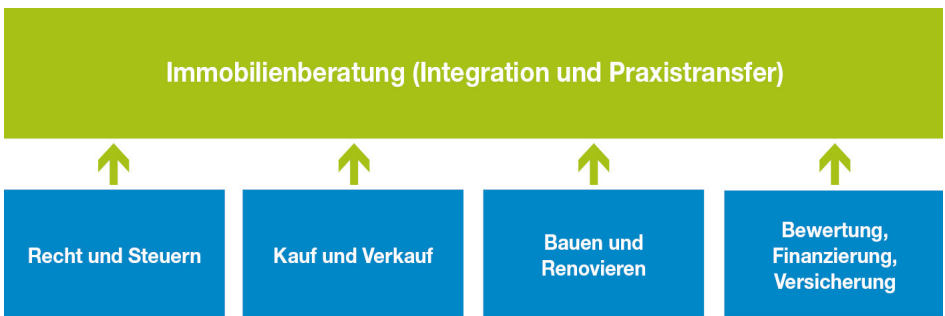 Immobilienberatung (Integration und Praxistransfer)
Recht und Steuern
Kauf und Verkauf
Bauen und
Renovieren
Bewertung,
Finanzierung,
Versicherung